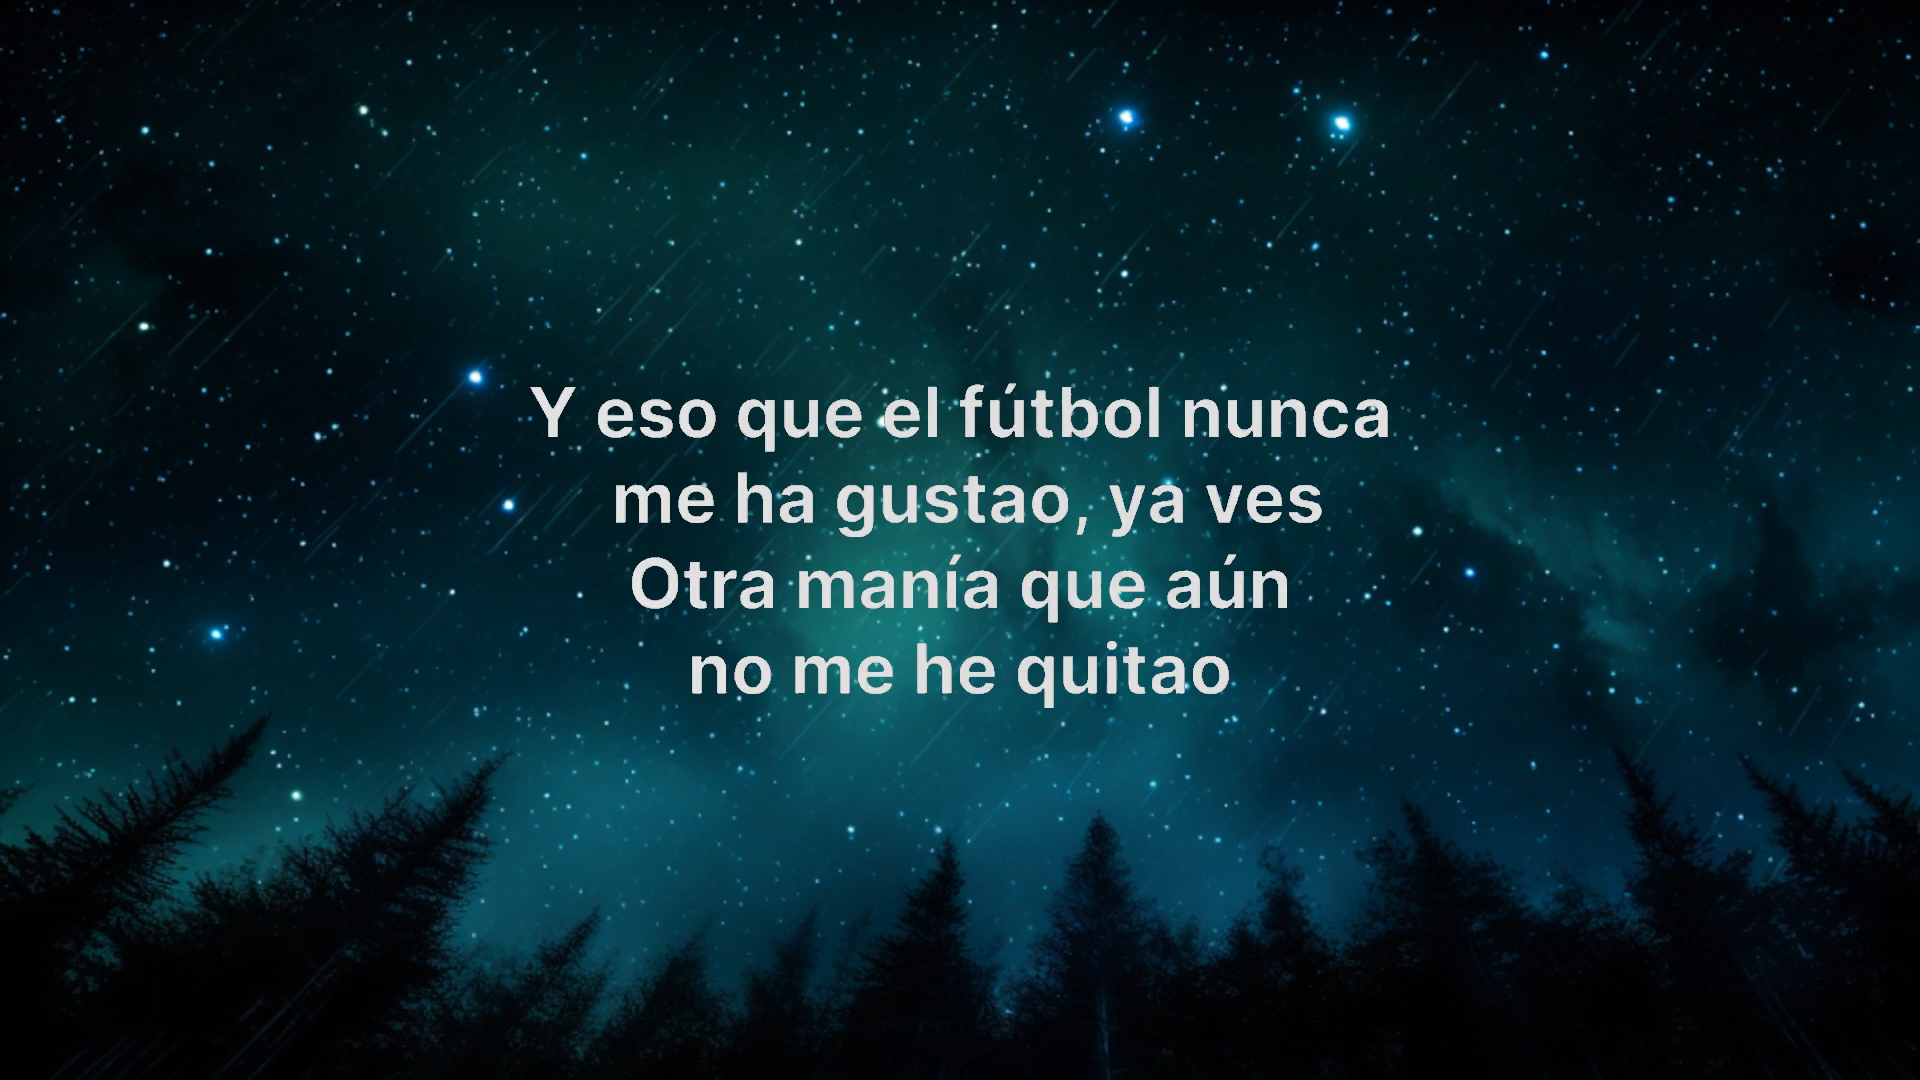 Y eso que el fútbol nunca
me ha gustao, ya ves
Otra manía que aún
no me he quitao